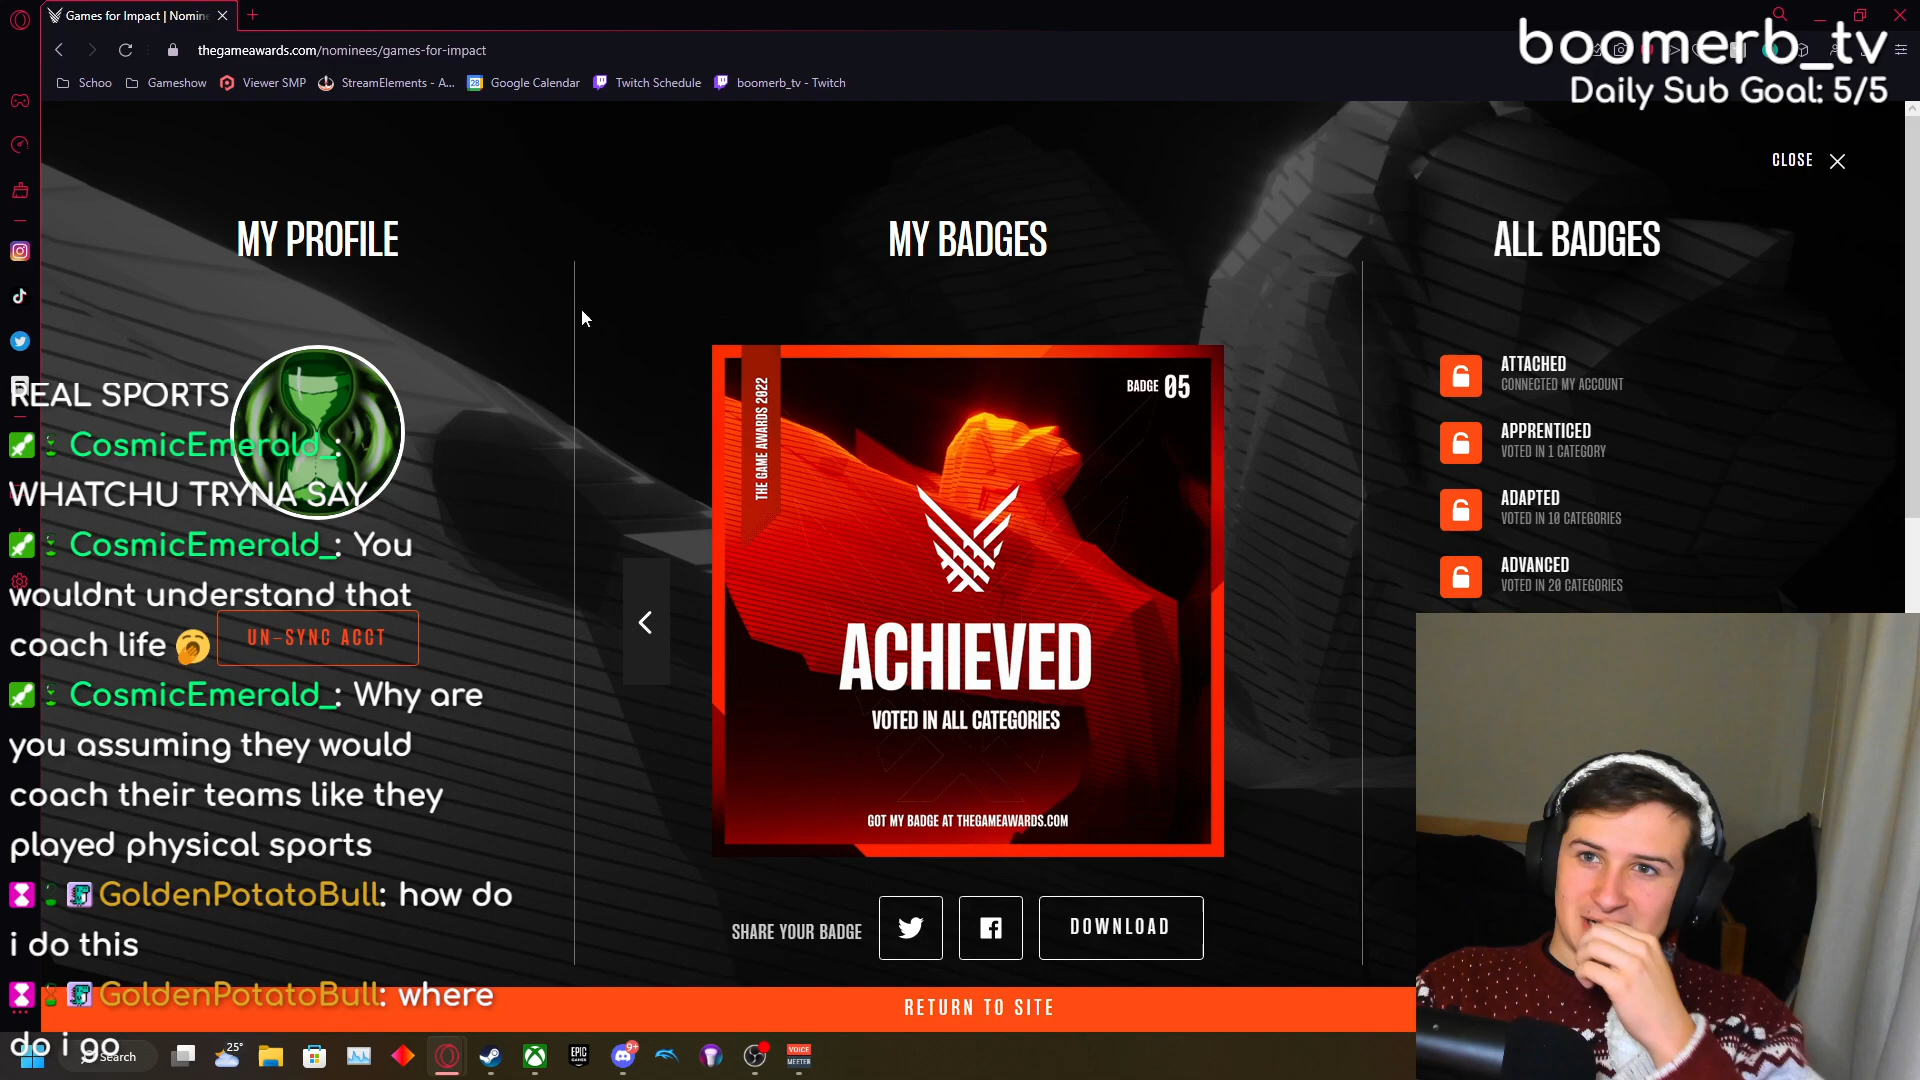 Games for Impact | Nomin
thegameawards.com/nominees/games-for-impact
Schoo
Gameshow
Viewer SMP
StreamElements - A...
28
Google Calendar
Twitch Schedule
boomerb_tv - Twitch
boomerb_tv
Daily Sub Goal: 5/5
CLOSE
MY PROFILE
MY BADGES
ALL BADGES
REAL SPORTS
CosmicEmerald_:
WHATCHU TRYNA SAY
CosmicEmerald_: You
wouldnt understand that
coach life
CosmicEmerald_: Why are
you assuming they would
coach their teams like they
played physical sports
GoldenPotatoBull: how do
i do this
GoldenPotatoBull: where
do i go
UN-SYNC ACCT
THE GAME AWARDS 2022
BADGE 05
ACHIEVED
VOTED IN ALL CATEGORIES
GOT MY BADGE AT THEGAMEAWARDS.COM
SHARE YOUR BADGE
DOWNLOAD
ATTACHED
CONNECTED MY ACCOUNT
APPRENTICED
VOTED IN 1 CATEGORY
ADAPTED
VOTED IN 10 CATEGORIES
ADVANCED
VOTED IN 20 CATEGORIES
RETURN TO SITE
Search
25°
EPIC
GAMES
9+
VOICE
MEETER